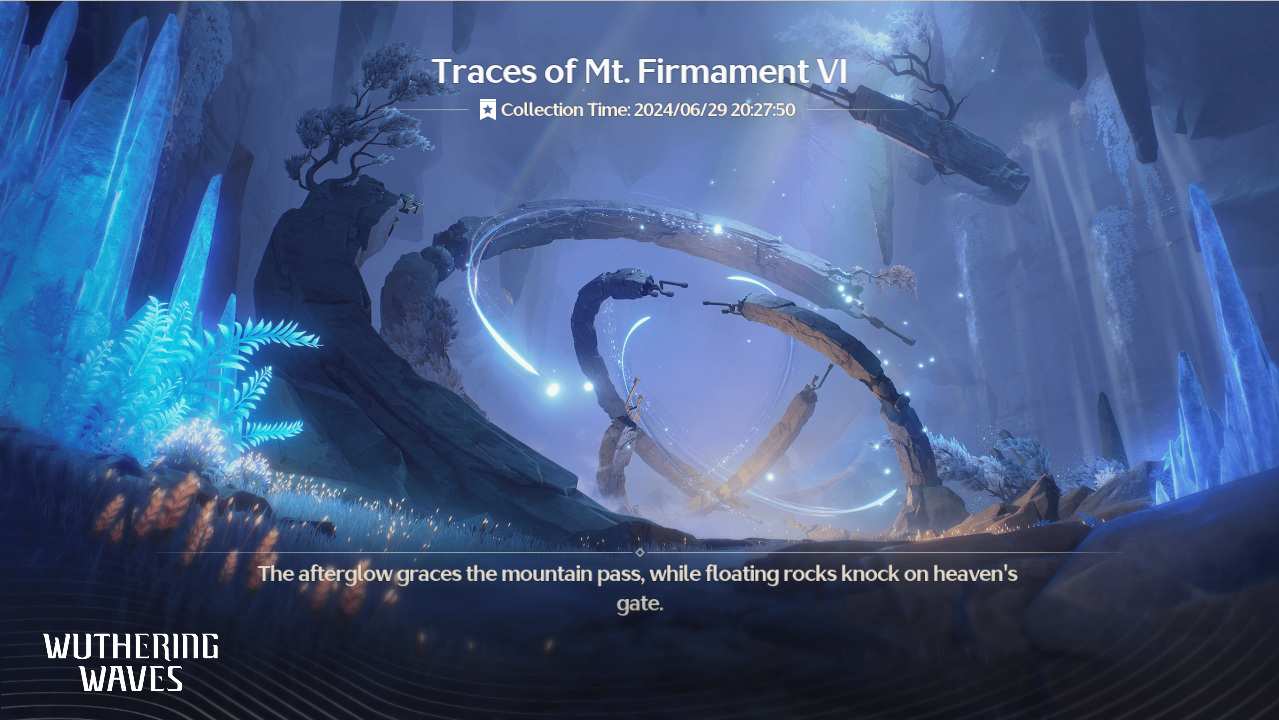 Traces of Mt. Firmament VI
Collection Time: 2024/06/29 20:27:50
The afterglow graces the mountain pass, while floating rocks knock on heaven's
gate.
WUTHERING
WAVES